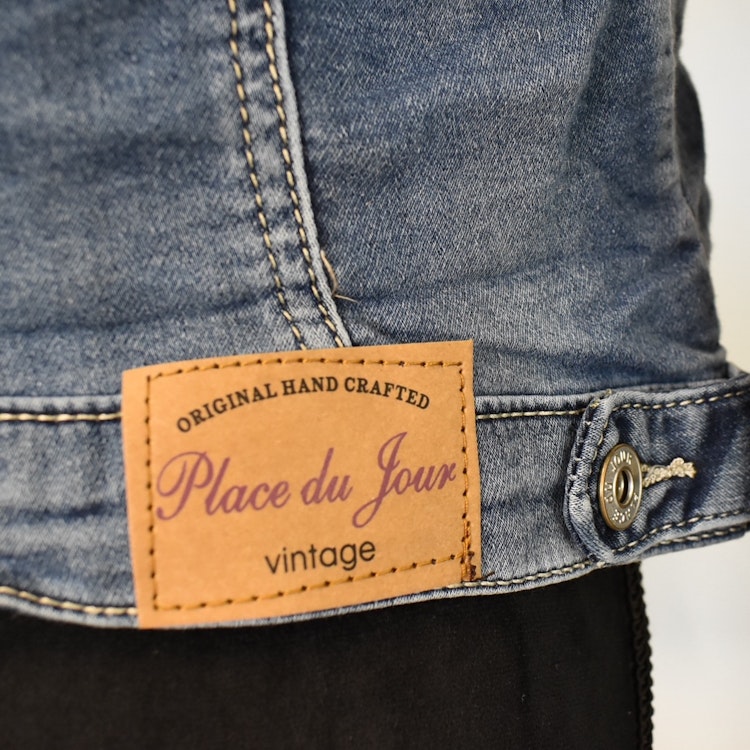 ORIGINAL HAND CRAFTED
Place du Jour
vintage